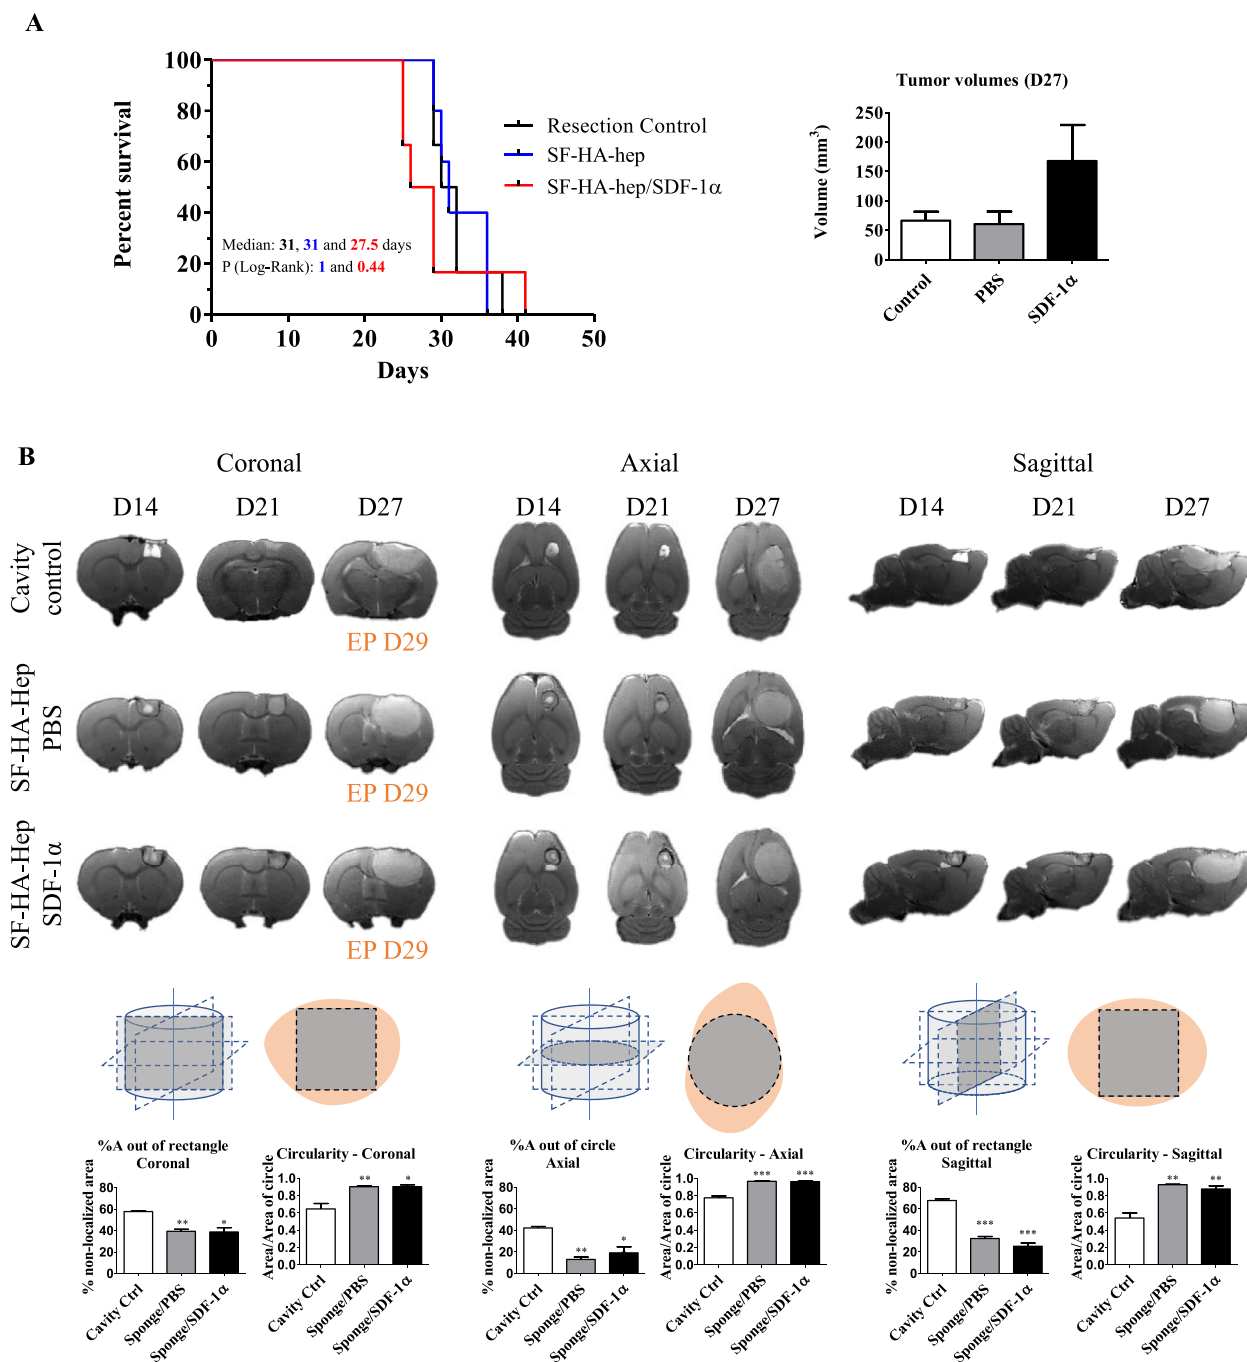 A
100
80
60
40
20
0
Percent survival
0 10 20 30 40 50
Days
Resection Control
SF-HA-hep
SF-HA-hep/SDF-1α
Median: 31, 31 and 27.5 days
P (Log-Rank): 1 and 0.44
Tumor volumes (D27)
Volume (mm3)
250
200
150
100
50
0
Control
PBS
SDF-1α
B
Coronal Axial Sagittal
D14 D21 D27 D14 D21 D27 D14 D21 D27
Cavity
control
EP D29
SF-HA-Hep
PBS
EP D29
SF-HA-Hep
SDF-1α
EP D29
%A out of rectangle
Coronal
% non-localized area
80
60
40
20
0
** *
Cavity Ctrl
Sponge/PBS
Sponge/SDF-1α
Circularity - Coronal
Area/Area of circle
1.0
0.8
0.6
0.4
0.2
0.0
** *
Cavity Ctrl
Sponge/PBS
Sponge/SDF-1α
%A out of circle
Axial
% non-localized area
80
60
40
20
0
** *
Cavity Ctrl
Sponge/PBS
Sponge/SDF-1α
Circularity - Axial
Area/Area of circle
1.0
0.8
0.6
0.4
0.2
0.0
*** ***
Cavity Ctrl
Sponge/PBS
Sponge/SDF-1α
%A out of rectangle
Sagittal
% non-localized area
80
60
40
20
0
*** ***
Cavity Ctrl
Sponge/PBS
Sponge/SDF-1α
Circularity - Sagittal
Area/Area of circle
1.0
0.8
0.6
0.4
0.2
0.0
** **
Cavity Ctrl
Sponge/PBS
Sponge/SDF-1α